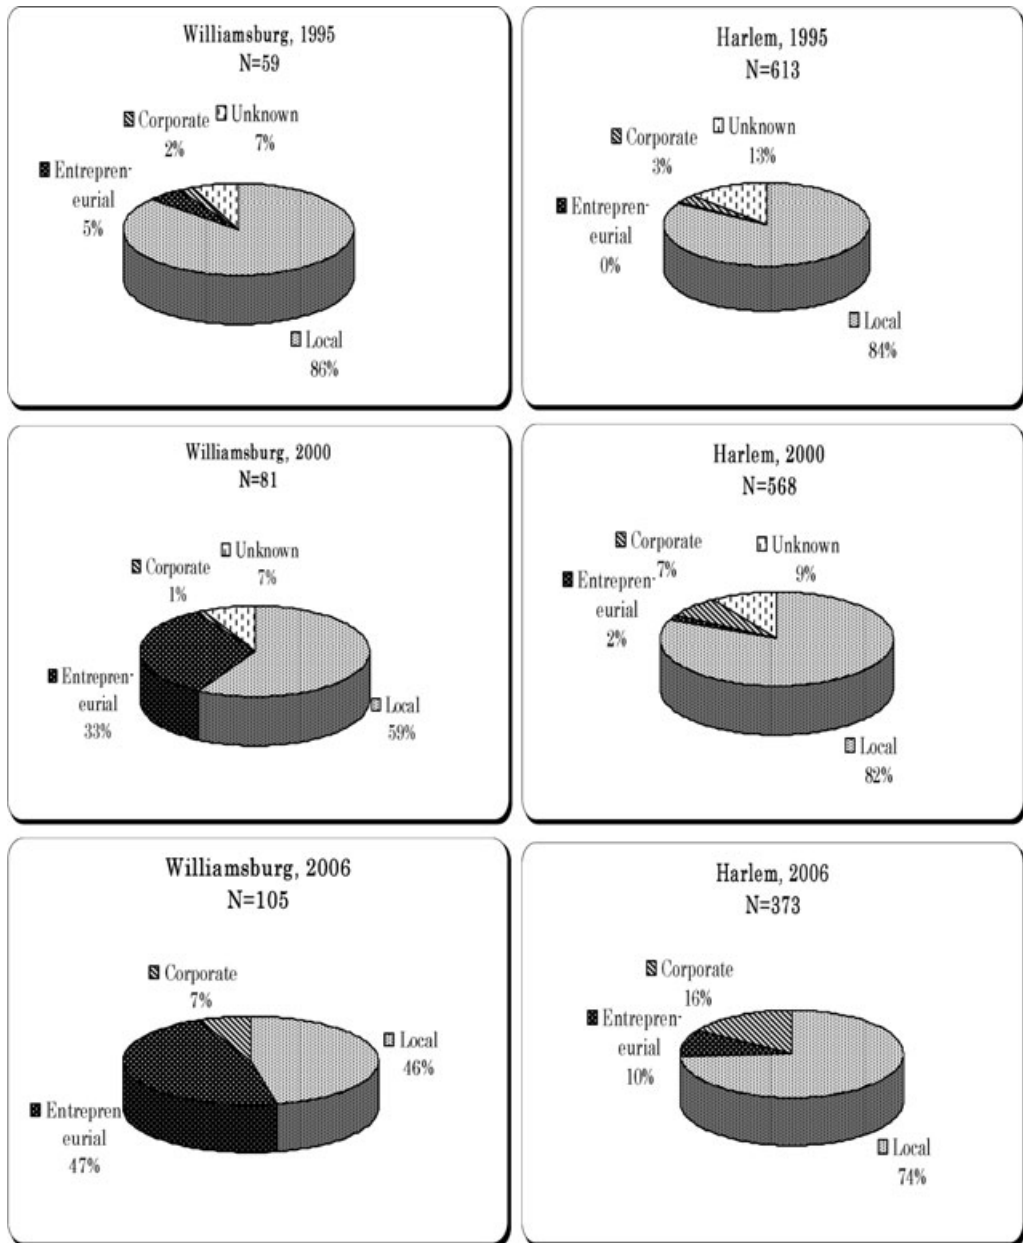 Williamsburg, 1995
N=59
Corporate
2%
Unknown
7%
Entrepren-
eurial
5%
Local
86%
Harlem, 1995
N=613
Corporate
3%
Unknown
13%
Entrepren-
eurial
0%
Local
84%
Williamsburg, 2000
N=81
Corporate
1%
Unknown
7%
Entrepren-
eurial
33%
Local
59%
Harlem, 2000
N=568
Corporate
7%
Unknown
9%
Entrepren-
eurial
2%
Local
82%
Williamsburg, 2006
N=105
Corporate
7%
Local
46%
Entrepren
eurial
47%
Harlem, 2006
N=373
Corporate
16%
Entrepren-
eurial
10%
Local
74%